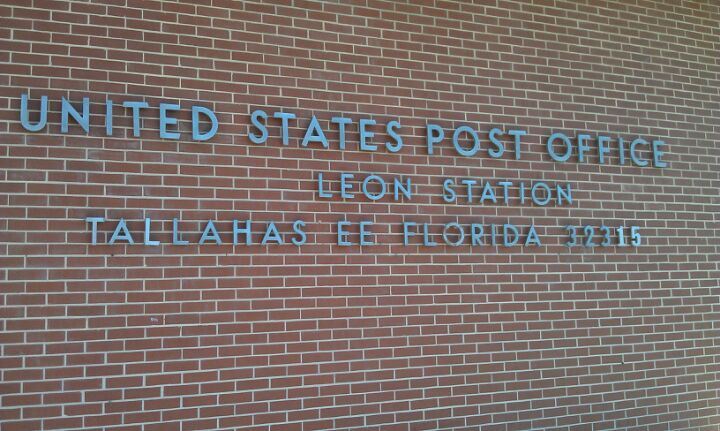 UNITED STATES POST OFFICE
LEON STATION
TALLAHAS EE FLORIDA 32315